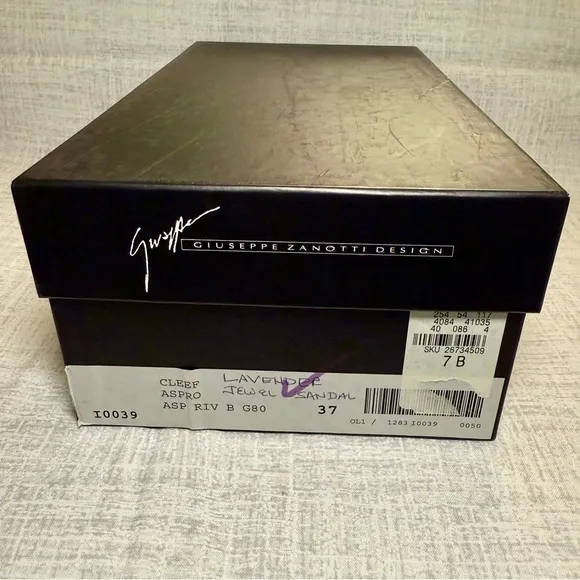 Giuseppe
GIUSEPPE ZANOTTI DESIGN
254 54 117
4084 41035
40 086 4
SKU 26734509
7 B
CLEEF LAVENDER
ASPRO JEWEL SANDAL
I0039 ASP RIV B G80 37
OL1 / 1283 I0039 0050